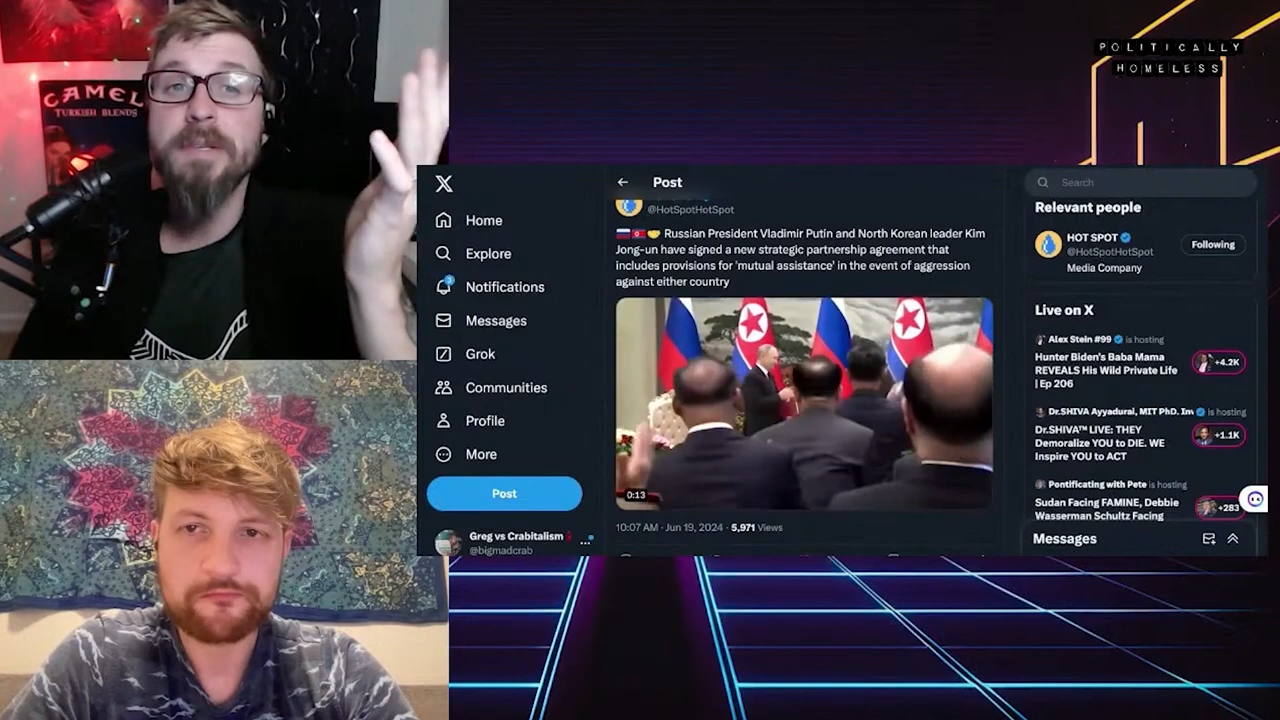 CAMEL
TURKISH BLENDS
POLITICALLY
HOMELESS
Home
Explore
3
Notifications
Messages
Grok
Communities
Profile
More
Post
Greg vs Crabitalism
@bigmadcrab
Post
@HotSpotHotSpot
Russian President Vladimir Putin and North Korean leader Kim
Jong-un have signed a new strategic partnership agreement that
includes provisions for 'mutual assistance' in the event of aggression
against either country
0:13
10:07 AM · Jun 19, 2024 · 5,971 Views
Search
Relevant people
HOT SPOT
@HotSpotHotSpot
Media Company
Following
Live on X
Alex Stein #99 is hosting
Hunter Biden's Baba Mama
REVEALS His Wild Private Life
| Ep 206
+4.2K
Dr.SHIVA Ayyadurai, MIT PhD. Inv is hosting
Dr.SHIVA™ LIVE: THEY
Demoralize YOU to DIE. WE
Inspire YOU to ACT
+1.1K
Pontificating with Pete is hosting
Sudan Facing FAMINE, Debbie
Wasserman Schultz Facing
+283
Messages